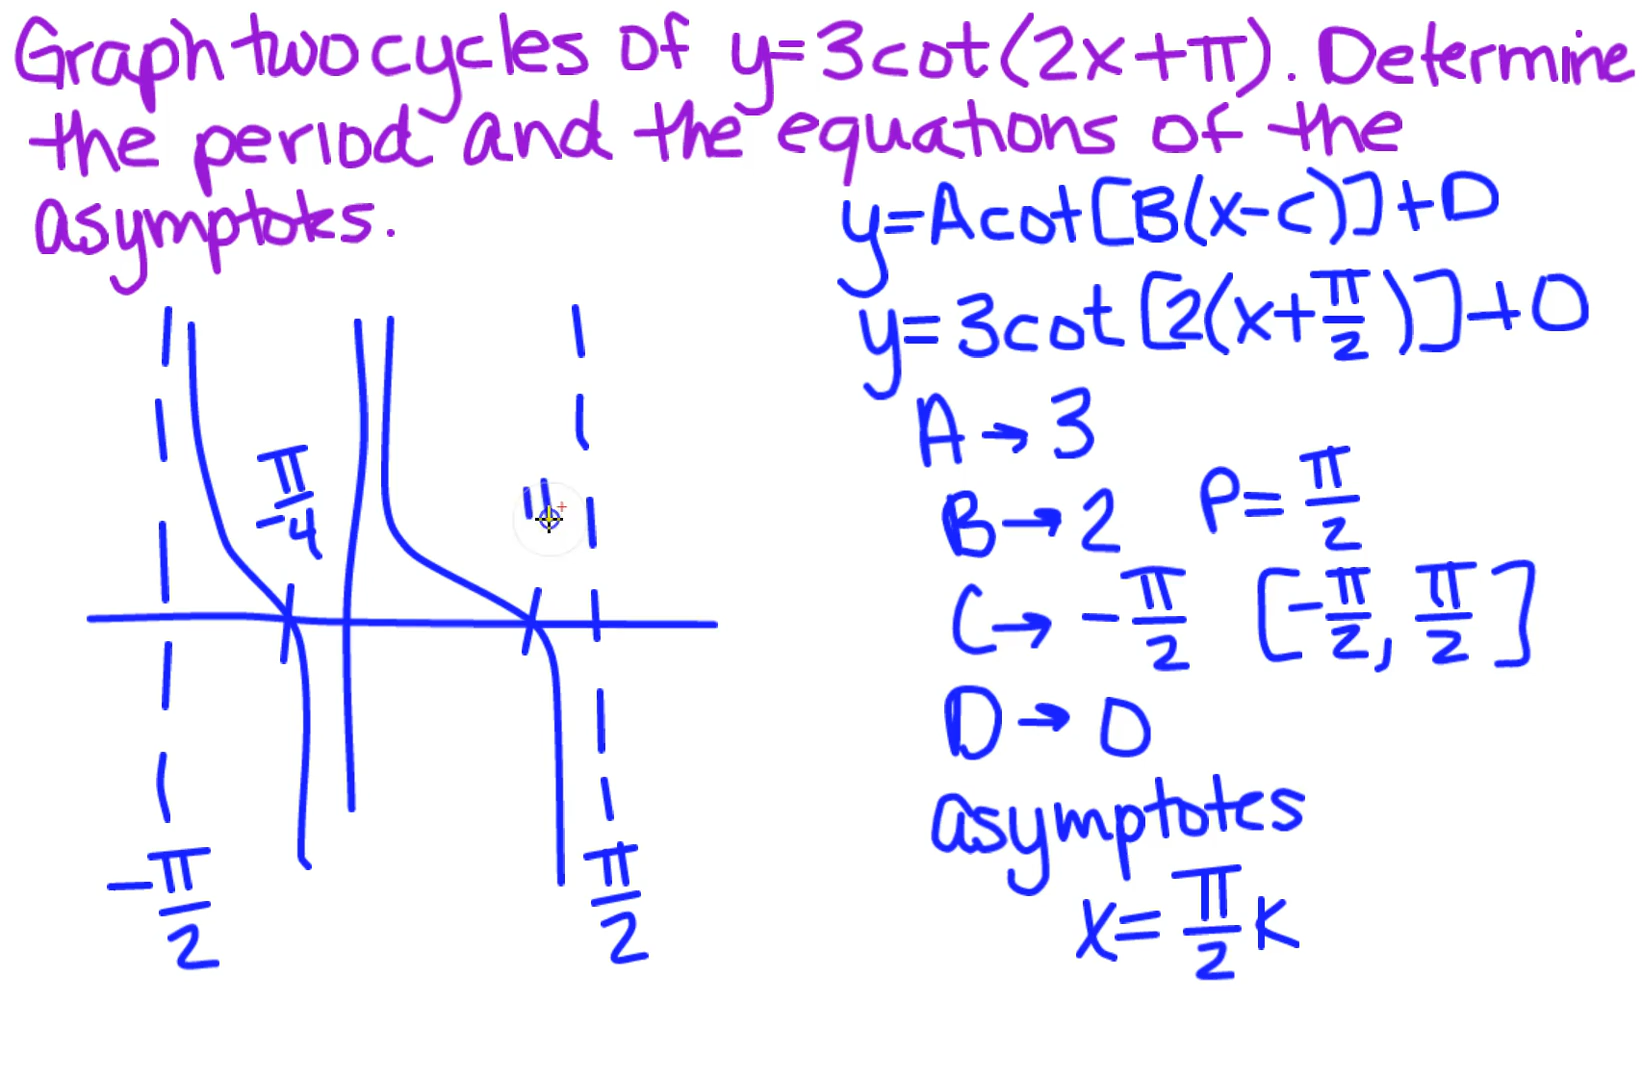 Graph two cycles of y=3cot(2x+π). Determine
the period and the equations of the
asymptotes.
y=Acot[B(x-c)]+D
y=3cot[2(x+π/2)]+0
A→3
B→2 P=π/2
C→-π/2 [-π/2, π/2]
D→0
asymptotes
x=π/2 K
-π/4
-π/2
π/2